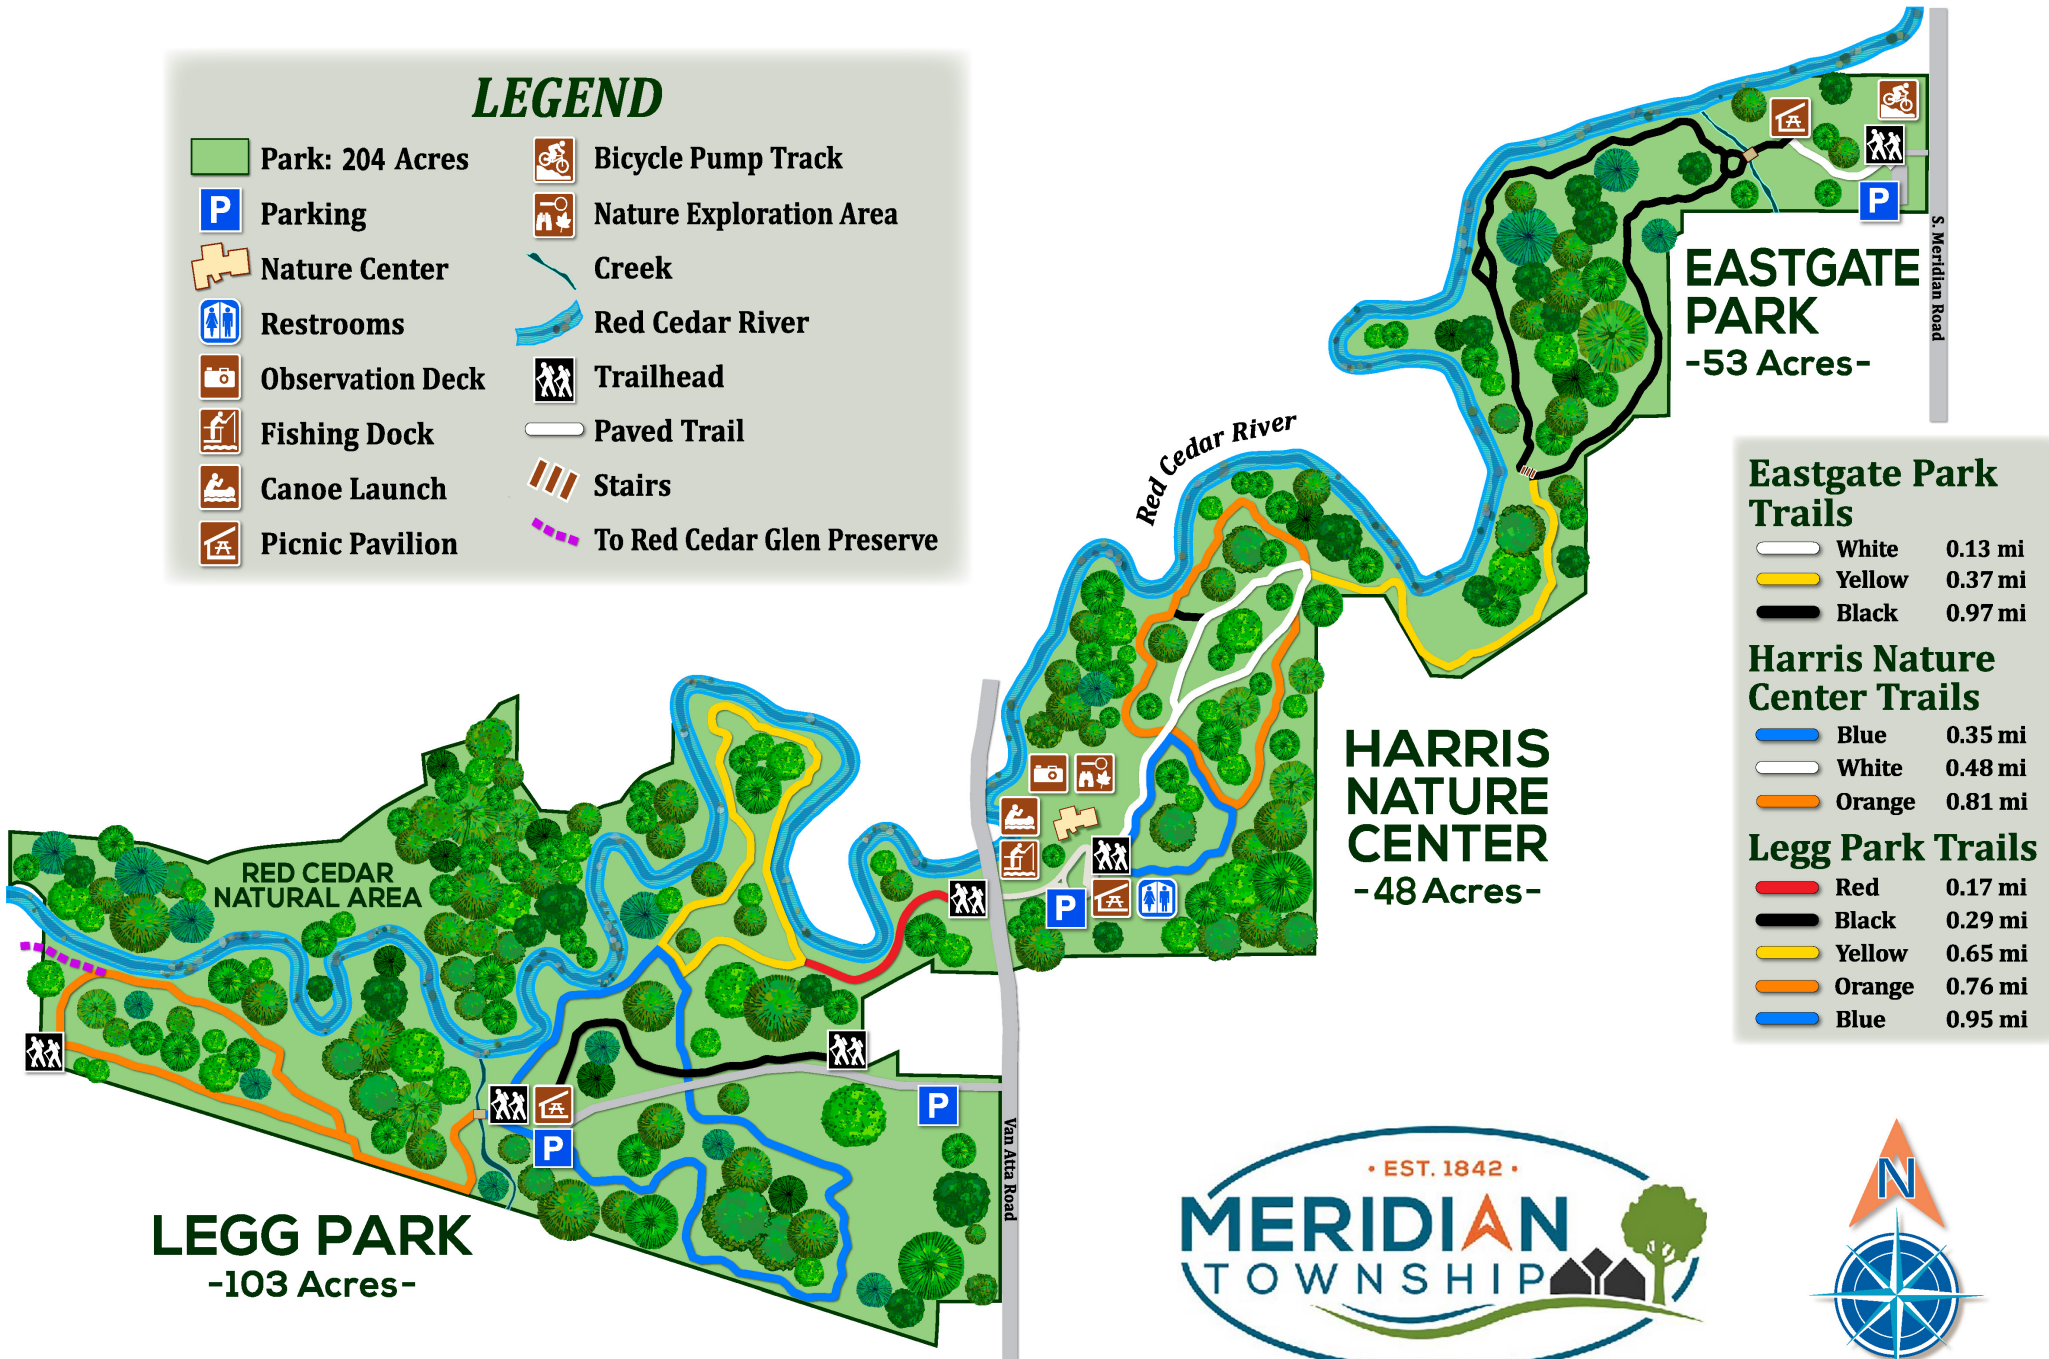 LEGEND
Park: 204 Acres
P
Parking
Nature Center
Restrooms
Observation Deck
Fishing Dock
Canoe Launch
Picnic Pavilion
Bicycle Pump Track
Nature Exploration Area
Creek
Red Cedar River
Trailhead
Paved Trail
Stairs
To Red Cedar Glen Preserve
P
S. Meridian Road
EASTGATE
PARK
-53 Acres-
Red Cedar River
Eastgate Park
Trails
White 0.13 mi
Yellow 0.37 mi
Black 0.97 mi
Harris Nature
Center Trails
Blue 0.35 mi
White 0.48 mi
Orange 0.81 mi
Legg Park Trails
Red 0.17 mi
Black 0.29 mi
Yellow 0.65 mi
Orange 0.76 mi
Blue 0.95 mi
HARRIS
NATURE
CENTER
-48 Acres-
P
RED CEDAR
NATURAL AREA
P
P
Van Atta Road
LEGG PARK
-103 Acres-
• EST. 1842 •
MERIDIAN
TOWNSHIP
N